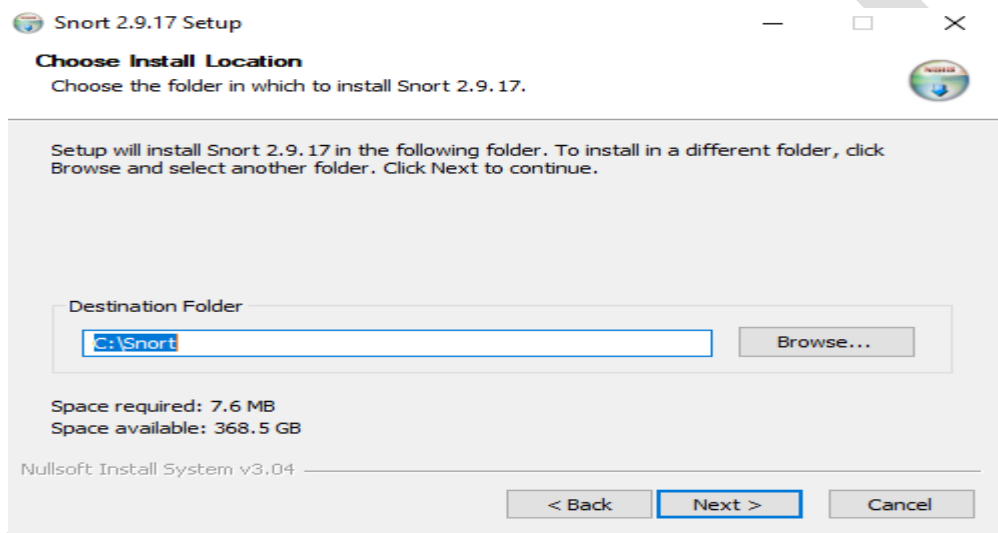 Snort 2.9.17 Setup
Choose Install Location
Choose the folder in which to install Snort 2.9.17.
Setup will install Snort 2.9.17 in the following folder. To install in a different folder, click
Browse and select another folder. Click Next to continue.
Destination Folder
C:\Snort
Browse...
Space required: 7.6 MB
Space available: 368.5 GB
Nullsoft Install System v3.04
< Back
Next >
Cancel